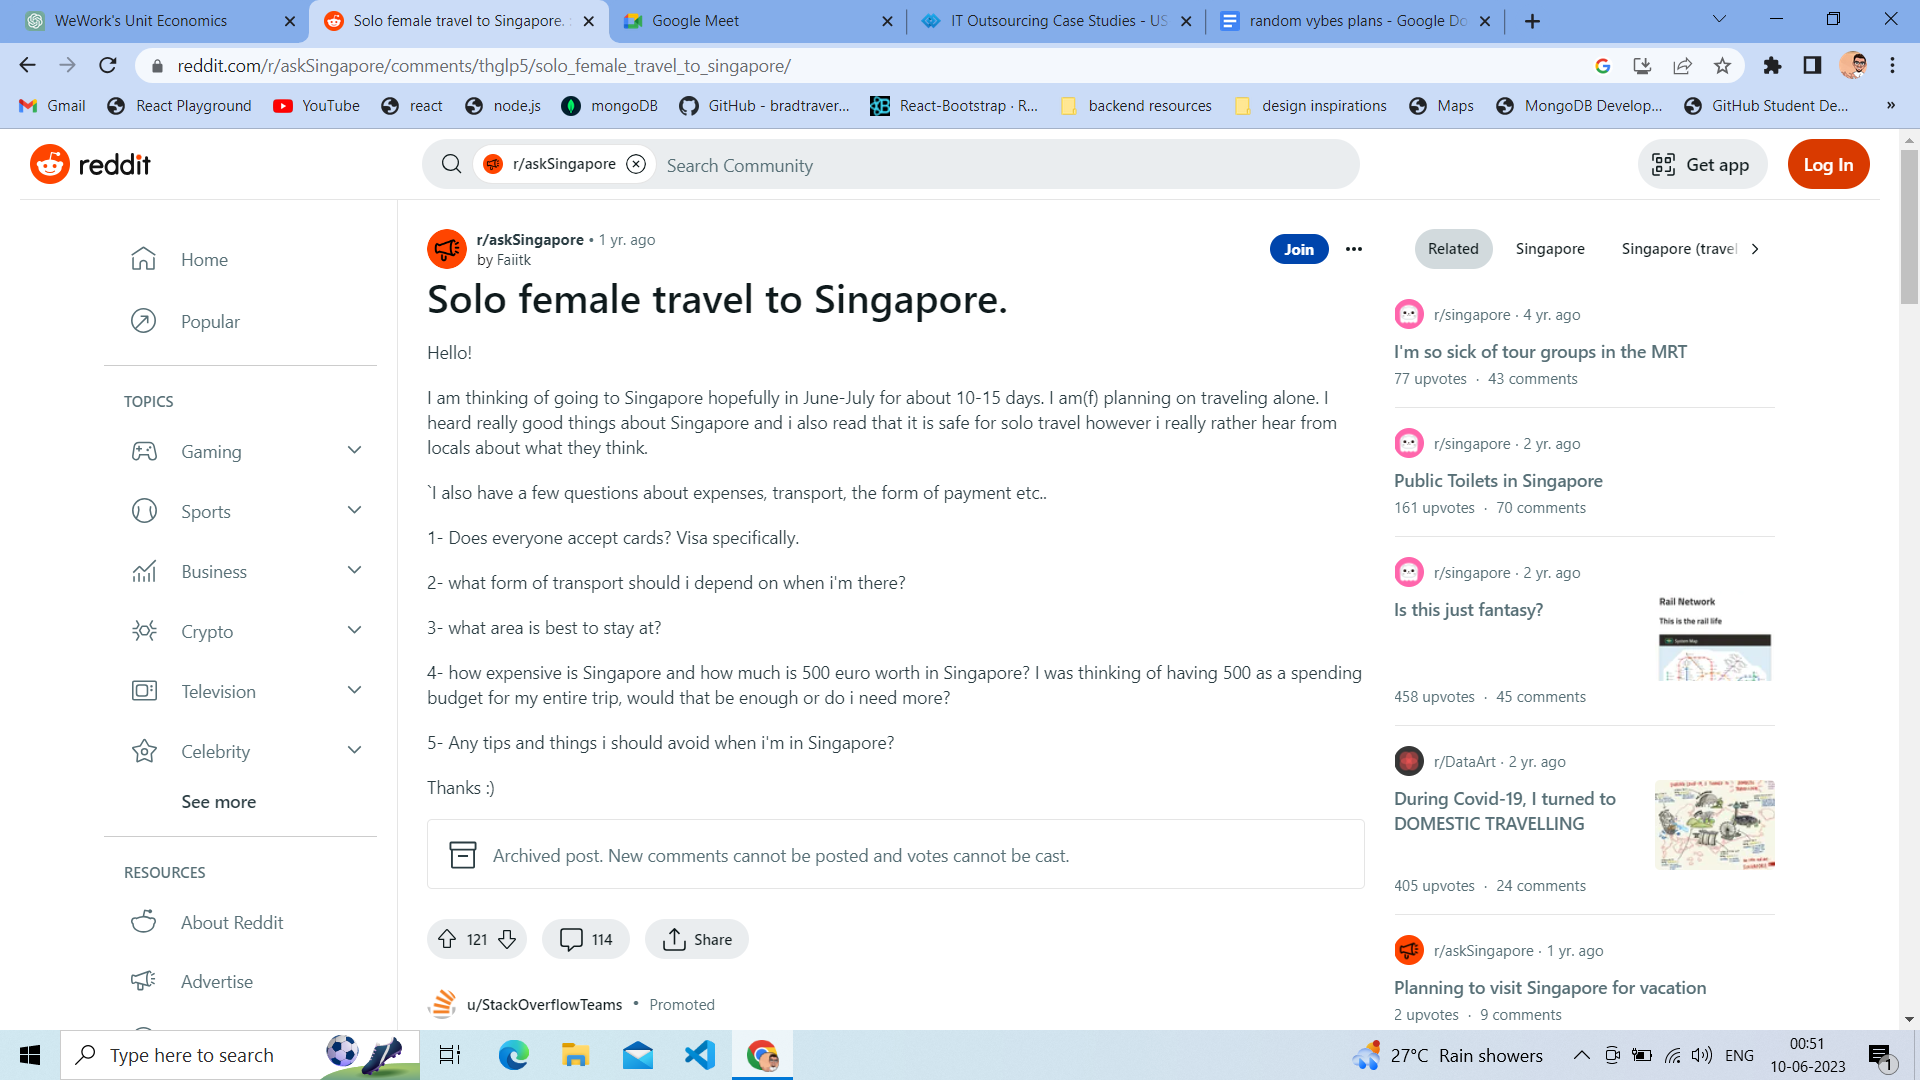 WeWork's Unit Economics
Solo female travel to Singapore.
Google Meet
IT Outsourcing Case Studies - US
random vybes plans - Google Do
reddit.com/r/askSingapore/comments/thglp5/solo_female_travel_to_singapore/
Gmail
React Playground
YouTube
react
node.js
mongoDB
GitHub - bradtraver...
React-Bootstrap · R...
backend resources
design inspirations
Maps
MongoDB Develop...
GitHub Student De...
»
reddit
r/askSingapore
Search Community
Get app
Log In
Home
Popular
TOPICS
Gaming
Sports
Business
Crypto
Television
Celebrity
See more
RESOURCES
About Reddit
Advertise
r/askSingapore • 1 yr. ago
by Faiitk
Join
Solo female travel to Singapore.
Hello!
I am thinking of going to Singapore hopefully in June-July for about 10-15 days. I am(f) planning on traveling alone. I
heard really good things about Singapore and i also read that it is safe for solo travel however i really rather hear from
locals about what they think.
`I also have a few questions about expenses, transport, the form of payment etc..
1- Does everyone accept cards? Visa specifically.
2- what form of transport should i depend on when i'm there?
3- what area is best to stay at?
4- how expensive is Singapore and how much is 500 euro worth in Singapore? I was thinking of having 500 as a spending
budget for my entire trip, would that be enough or do i need more?
5- Any tips and things i should avoid when i'm in Singapore?
Thanks :)
Archived post. New comments cannot be posted and votes cannot be cast.
121
114
Share
u/StackOverflowTeams • Promoted
Related
Singapore
Singapore (travel
r/singapore · 4 yr. ago
I'm so sick of tour groups in the MRT
77 upvotes · 43 comments
r/singapore · 2 yr. ago
Public Toilets in Singapore
161 upvotes · 70 comments
r/singapore · 2 yr. ago
Is this just fantasy?
Rail Network
This is the rail life
System Map
458 upvotes · 45 comments
r/DataArt · 2 yr. ago
During Covid-19, I turned to
DOMESTIC TRAVELLING
405 upvotes · 24 comments
r/askSingapore · 1 yr. ago
Planning to visit Singapore for vacation
2 upvotes · 9 comments
Type here to search
27°C Rain showers
ENG
00:51
10-06-2023
1